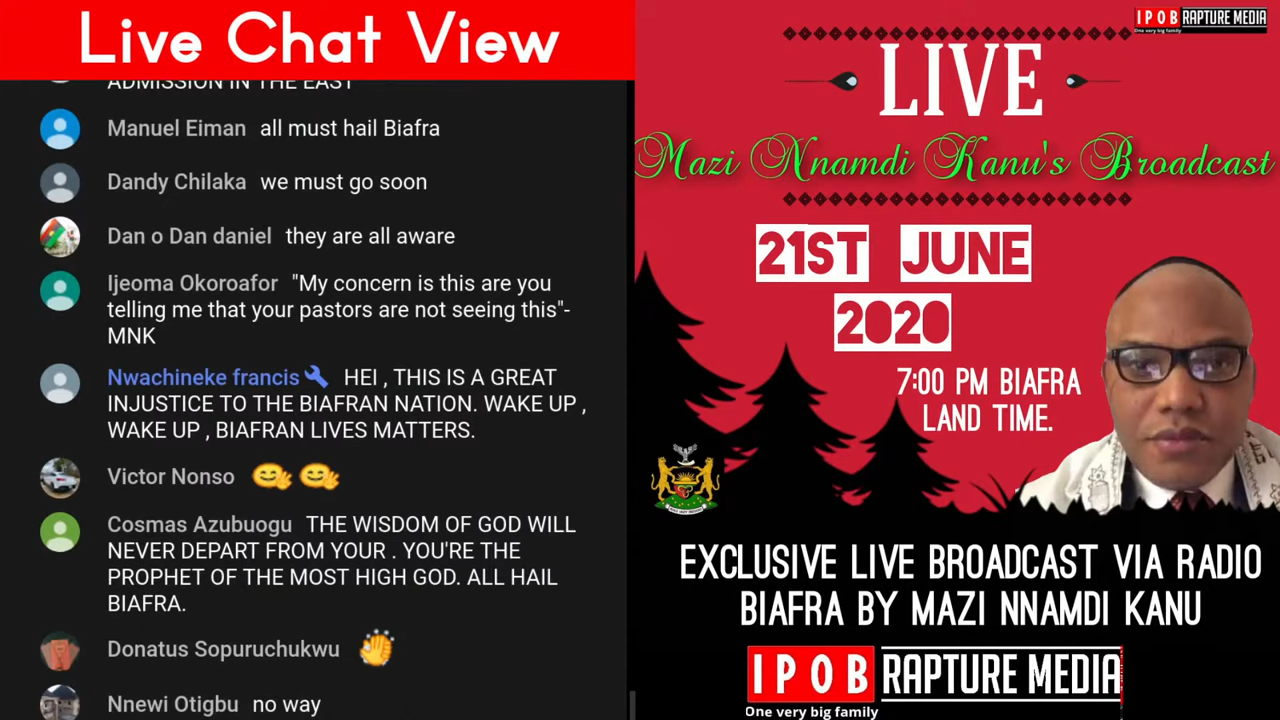 Live Chat View
ADMISSION IN THE EAST
Manuel Eiman all must hail Biafra
Dandy Chilaka we must go soon
Dan o Dan daniel they are all aware
Ijeoma Okoroafor "My concern is this are you
telling me that your pastors are not seeing this"-
MNK
Nwachineke francis HEI , THIS IS A GREAT
INJUSTICE TO THE BIAFRAN NATION. WAKE UP ,
WAKE UP , BIAFRAN LIVES MATTERS.
Victor Nonso
Cosmas Azubuogu THE WISDOM OF GOD WILL
NEVER DEPART FROM YOUR . YOU'RE THE
PROPHET OF THE MOST HIGH GOD. ALL HAIL
BIAFRA.
Donatus Sopuruchukwu
Nnewi Otigbu no way
IPOB RAPTURE MEDIA
One very big family
LIVE
Mazi Nnamdi Kanu's Broadcast
21ST JUNE
2020
7:00 PM BIAFRA
LAND TIME.
EXCLUSIVE LIVE BROADCAST VIA RADIO
BIAFRA BY MAZI NNAMDI KANU
IPOB RAPTURE MEDIA
One very big family